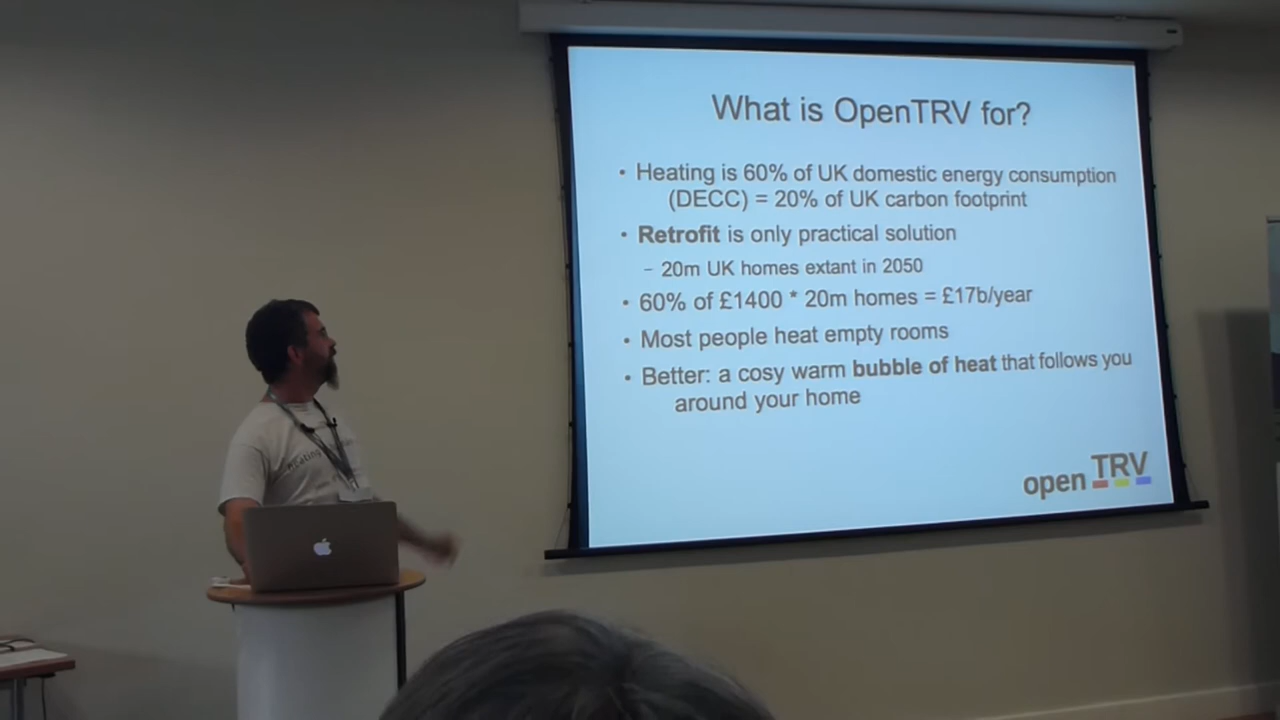 What is OpenTRV for?
• Heating is 60% of UK domestic energy consumption
(DECC) = 20% of UK carbon footprint
• Retrofit is only practical solution
– 20m UK homes extant in 2050
• 60% of £1400 * 20m homes = £17b/year
• Most people heat empty rooms
• Better: a cosy warm bubble of heat that follows you
around your home
open TRV
heating